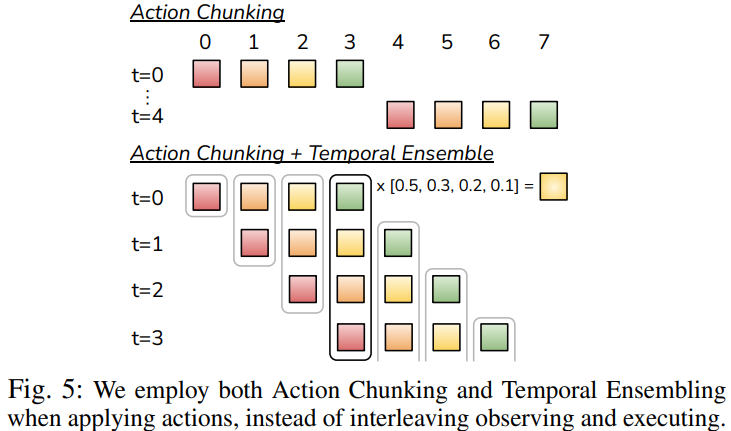 Action Chunking
0 1 2 3 4 5 6 7
t=0
⋮
t=4
Action Chunking + Temporal Ensemble
t=0 x [0.5, 0.3, 0.2, 0.1] =
t=1
t=2
t=3
Fig. 5: We employ both Action Chunking and Temporal Ensembling
when applying actions, instead of interleaving observing and executing.